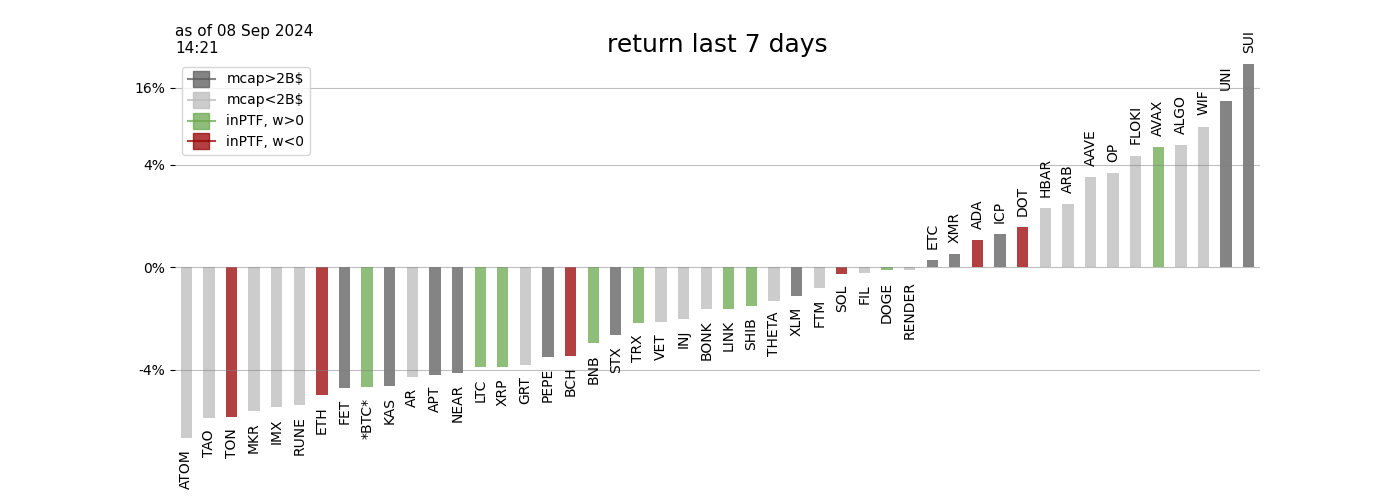 as of 08 Sep 2024
14:21
return last 7 days
mcap>2B$
mcap<2B$
inPTF, w>0
inPTF, w<0
16%
4%
0%
-4%
ATOM
TAO
TON
MKR
IMX
RUNE
ETH
FET
*BTC*
KAS
AR
APT
NEAR
LTC
XRP
GRT
PEPE
BCH
BNB
STX
TRX
VET
INJ
BONK
LINK
SHIB
THETA
XLM
FTM
SOL
FIL
DOGE
RENDER
ETC
XMR
ADA
ICP
DOT
HBAR
ARB
AAVE
OP
FLOKI
AVAX
ALGO
WIF
UNI
SUI